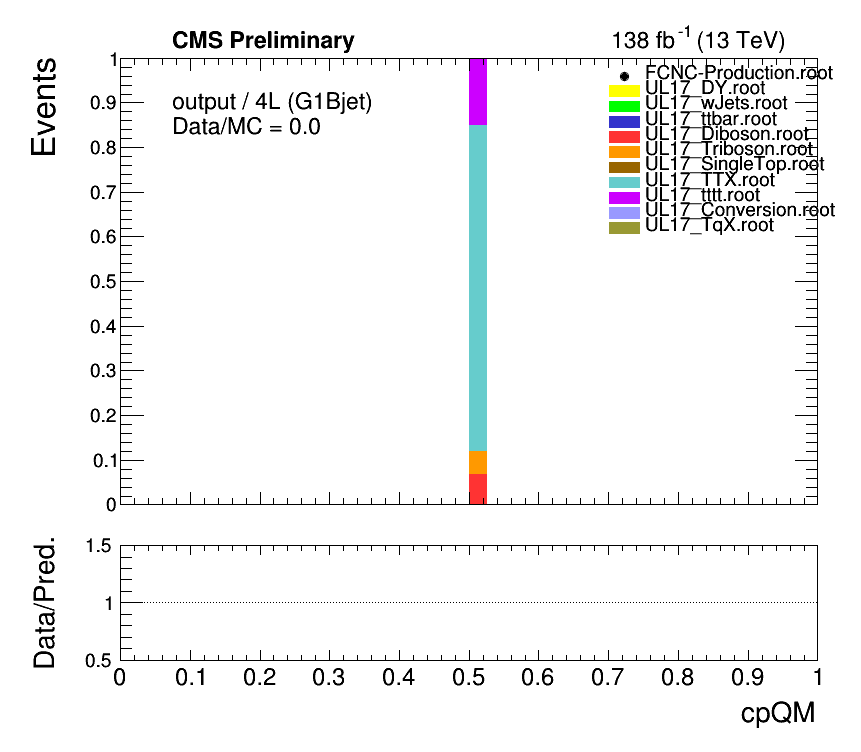 CMS Preliminary
138 fb-1 (13 TeV)
Events
output / 4L (G1Bjet)
Data/MC = 0.0
FCNC-Production.root
UL17_DY.root
UL17_wJets.root
UL17_ttbar.root
UL17_Diboson.root
UL17_Triboson.root
UL17_SingleTop.root
UL17_TTX.root
UL17_tttt.root
UL17_Conversion.root
UL17_TqX.root
1
0.9
0.8
0.7
0.6
0.5
0.4
0.3
0.2
0.1
0
Data/Pred.
1.5
1
0.5
0 0.1 0.2 0.3 0.4 0.5 0.6 0.7 0.8 0.9 1
cpQM